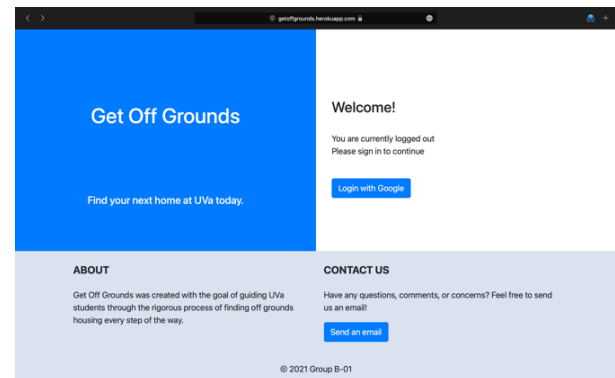 getoffgrounds.herokuapp.com
Get Off Grounds
Find your next home at UVa today.
Welcome!
You are currently logged out
Please sign in to continue
Login with Google
ABOUT
Get Off Grounds was created with the goal of guiding UVa
students through the rigorous process of finding off grounds
housing every step of the way.
CONTACT US
Have any questions, comments, or concerns? Feel free to send
us an email!
Send an email
© 2021 Group B-01